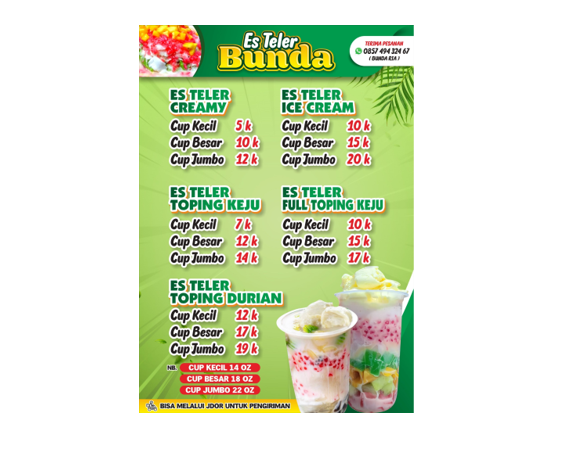 Es Teler
Bunda
TERIMA PESANAN
0857 494 324 67
( BUNDA RIA )
ES TELER
CREAMY
Cup Kecil 5 k
Cup Besar 10 k
Cup Jumbo 12 k
ES TELER
ICE CREAM
Cup Kecil 10 k
Cup Besar 15 k
Cup Jumbo 20 k
ES TELER
TOPING KEJU
Cup Kecil 7 k
Cup Besar 12 k
Cup Jumbo 14 k
ES TELER
FULL TOPING KEJU
Cup Kecil 10 k
Cup Besar 15 k
Cup Jumbo 17 k
ES TELER
TOPING DURIAN
Cup Kecil 12 k
Cup Besar 17 k
Cup Jumbo 19 k
NB. CUP KECIL 14 OZ
CUP BESAR 18 OZ
CUP JUMBO 22 OZ
BISA MELALUI JDOR UNTUK PENGIRIMAN